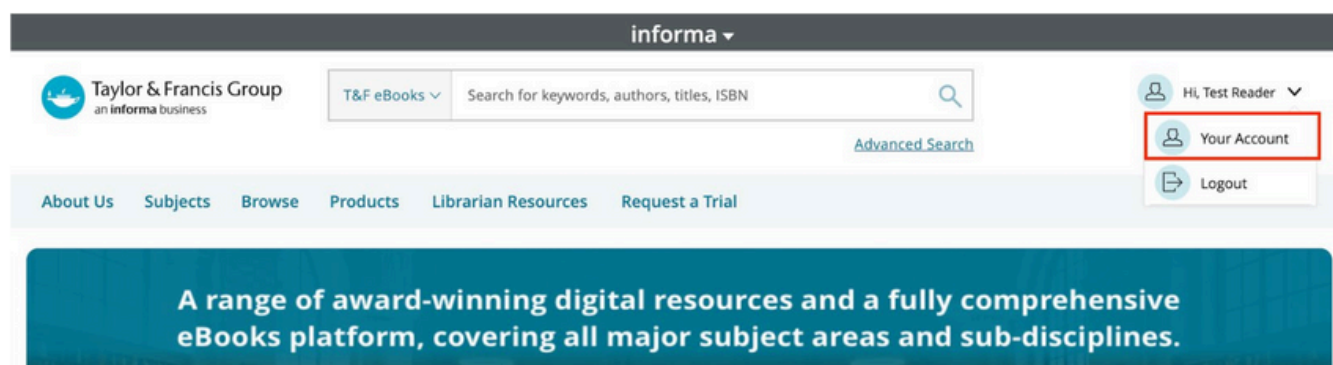 informa
Taylor & Francis Group
an informa business
T&F eBooks
Search for keywords, authors, titles, ISBN
Hi, Test Reader
Advanced Search
Your Account
Logout
About Us Subjects Browse Products Librarian Resources Request a Trial
A range of award-winning digital resources and a fully comprehensive
eBooks platform, covering all major subject areas and sub-disciplines.